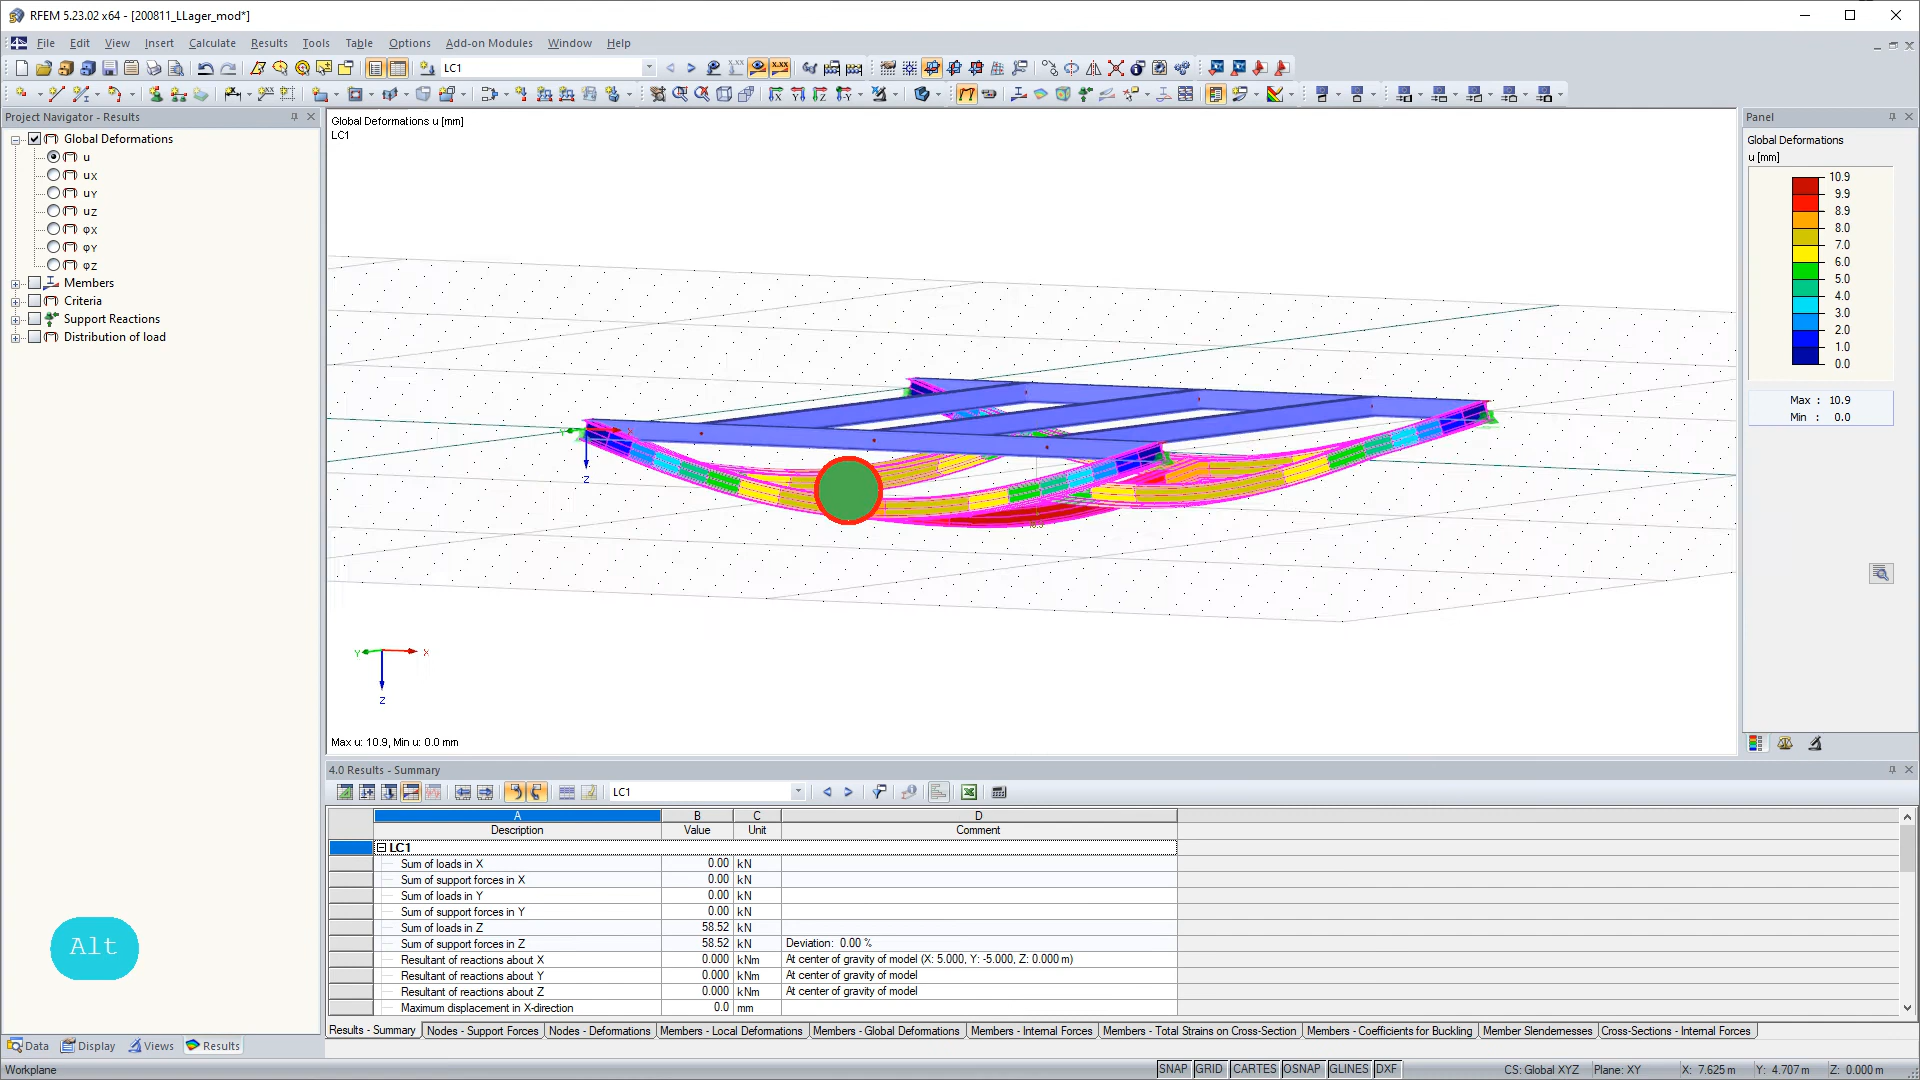 RFEM 5.23.02 x64 - [200811_LLager_mod*]
File Edit View Insert Calculate Results Tools Table Options Add-on Modules Window Help
LC1
Project Navigator - Results
Global Deformations
u
uX
uY
uZ
φX
φY
φZ
Members
Criteria
Support Reactions
Distribution of load
Alt
Data Display Views Results
Global Deformations u [mm]
LC1
X
Z
Y X
Z
Max u: 10.9, Min u: 0.0 mm
Panel
Global Deformations
u [mm]
10.9
9.9
8.9
8.0
7.0
6.0
5.0
4.0
3.0
2.0
1.0
0.0
Max : 10.9
Min : 0.0
4.0 Results - Summary
LC1
A B C D
Description Value Unit Comment
LC1
Sum of loads in X 0.00 kN
Sum of support forces in X 0.00 kN
Sum of loads in Y 0.00 kN
Sum of support forces in Y 0.00 kN
Sum of loads in Z 58.52 kN
Sum of support forces in Z 58.52 kN Deviation: 0.00 %
Resultant of reactions about X 0.000 kNm At center of gravity of model (X: 5.000, Y: -5.000, Z: 0.000 m)
Resultant of reactions about Y 0.000 kNm At center of gravity of model
Resultant of reactions about Z 0.000 kNm At center of gravity of model
Maximum displacement in X-direction 0.0 mm
Results - Summary Nodes - Support Forces Nodes - Deformations Members - Local Deformations Members - Global Deformations Members - Internal Forces Members - Total Strains on Cross-Section Members - Coefficients for Buckling Member Slendernesses Cross-Sections - Internal Forces
Workplane SNAP GRID CARTES OSNAP GLINES DXF CS: Global XYZ Plane: XY X: 7.625 m Y: 4.707 m Z: 0.000 m